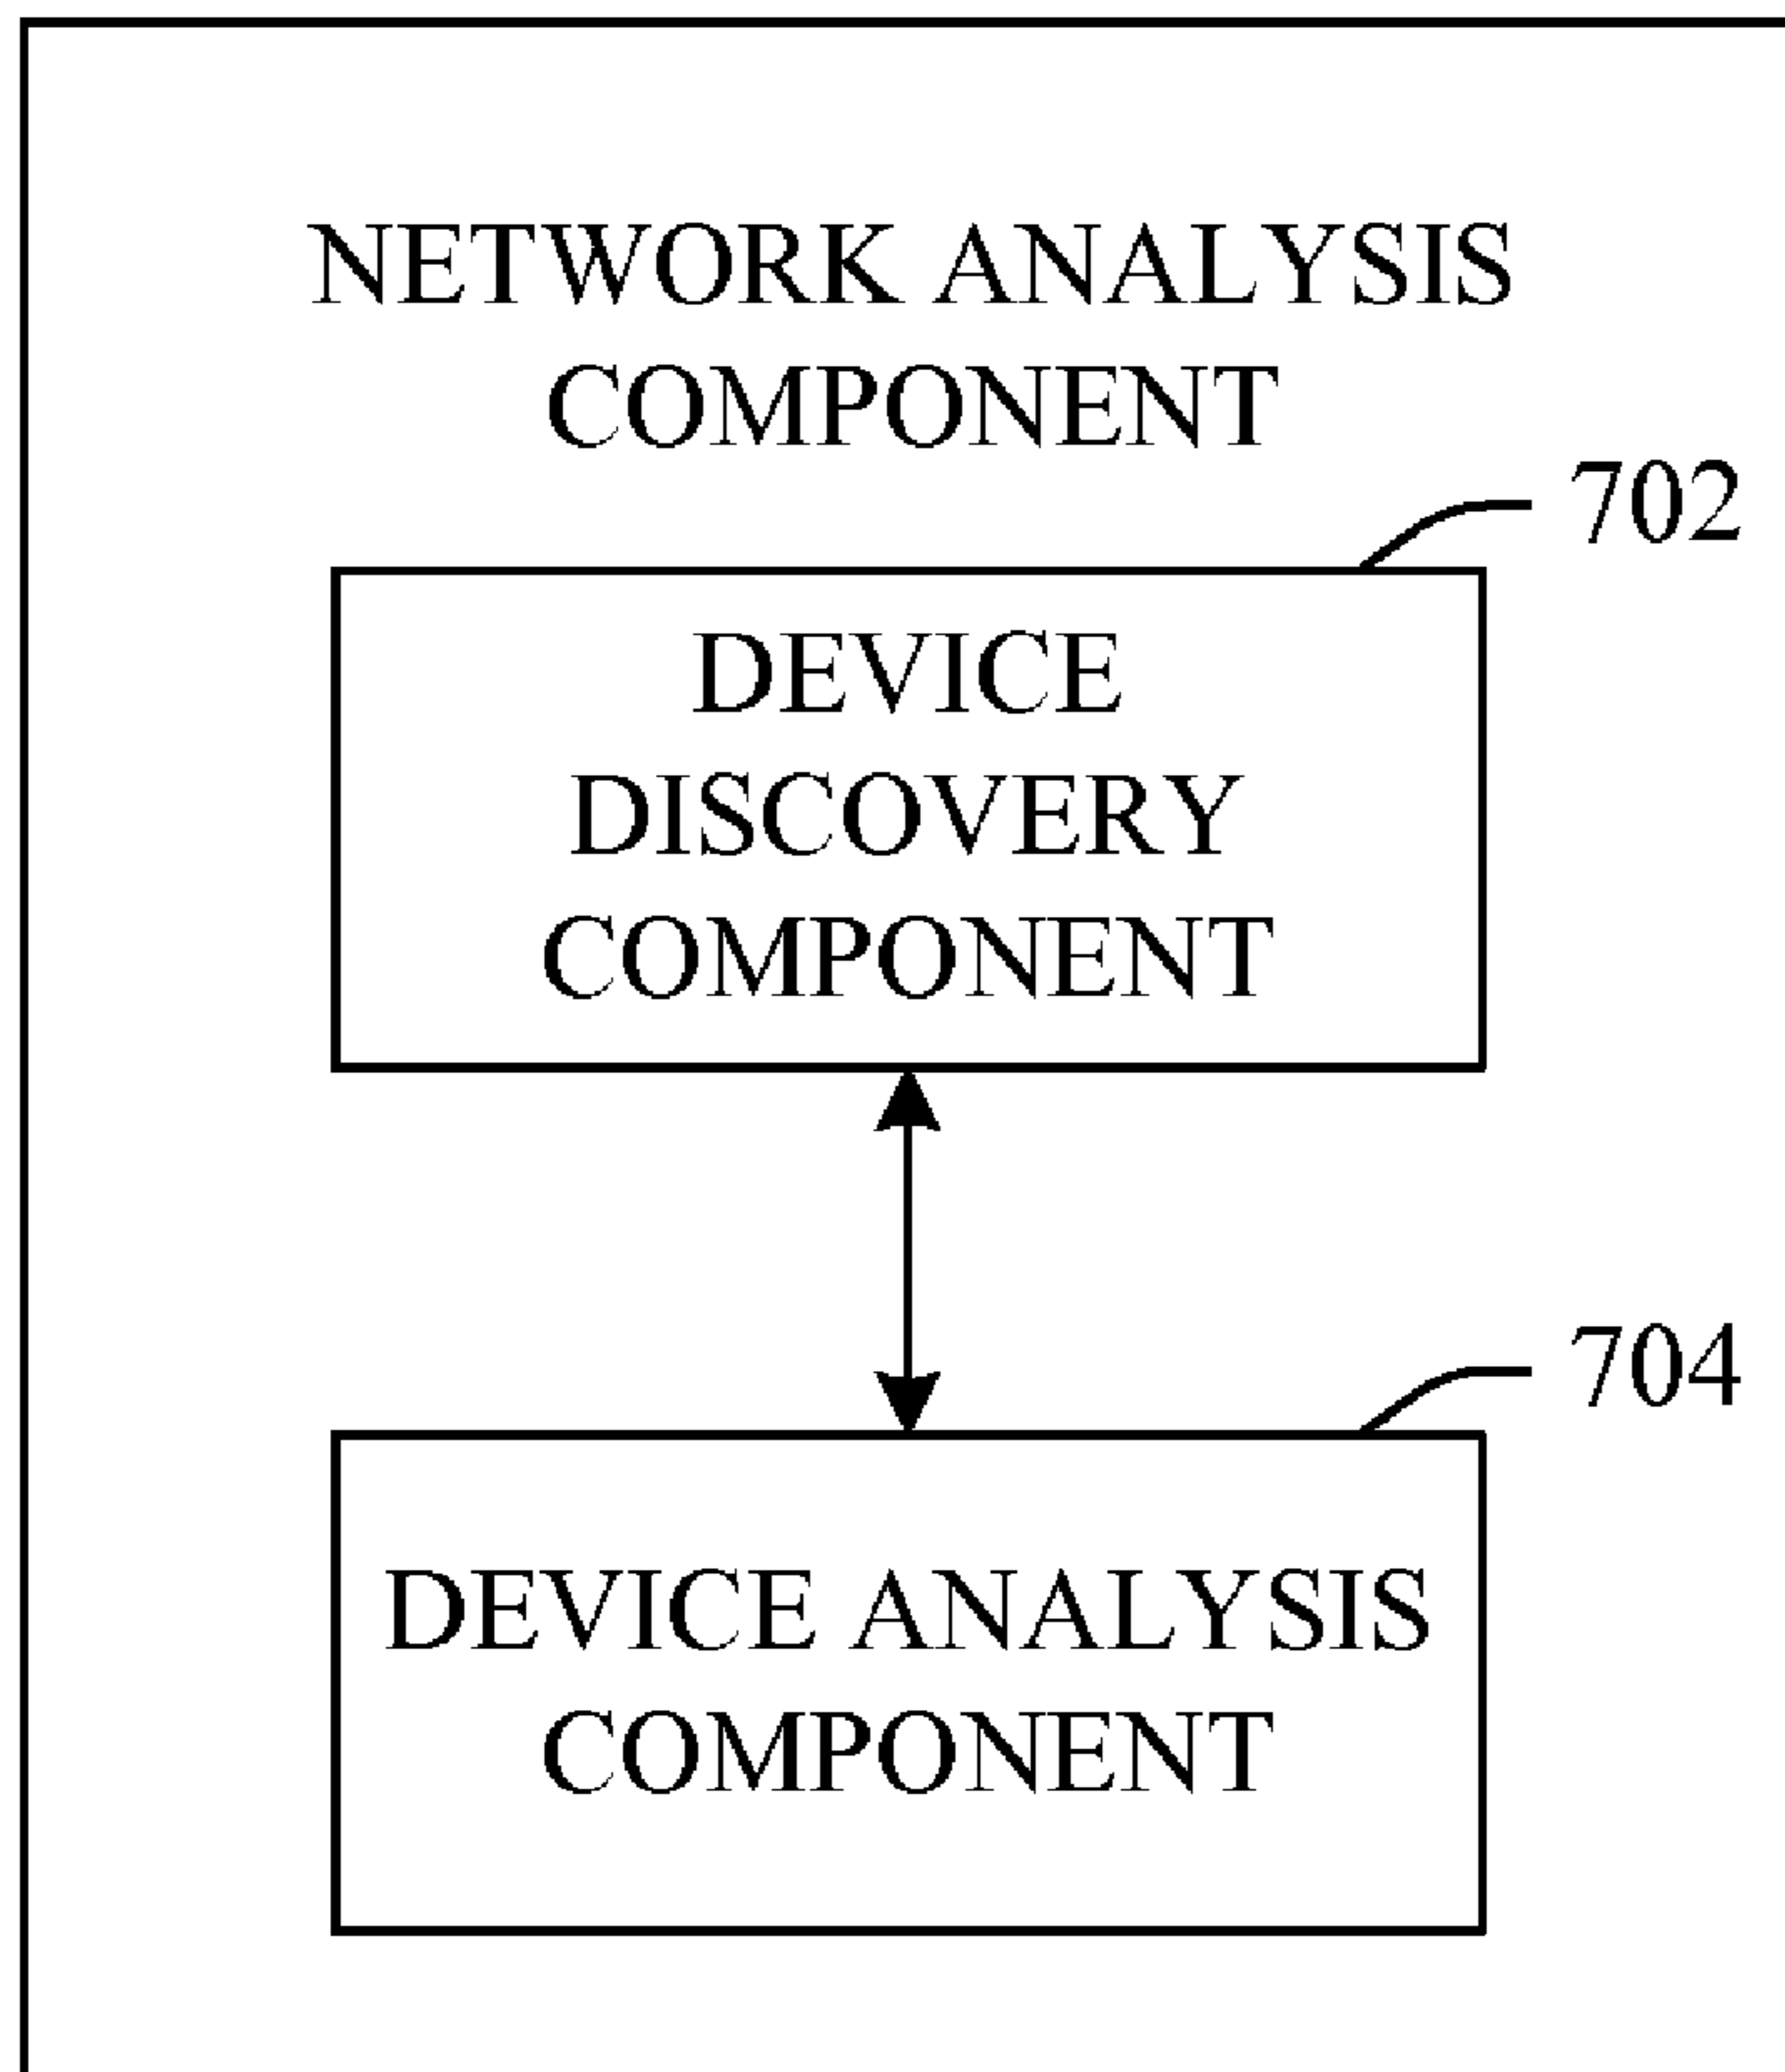 NETWORK ANALYSIS
COMPONENT
702
DEVICE
DISCOVERY
COMPONENT
704
DEVICE ANALYSIS
COMPONENT